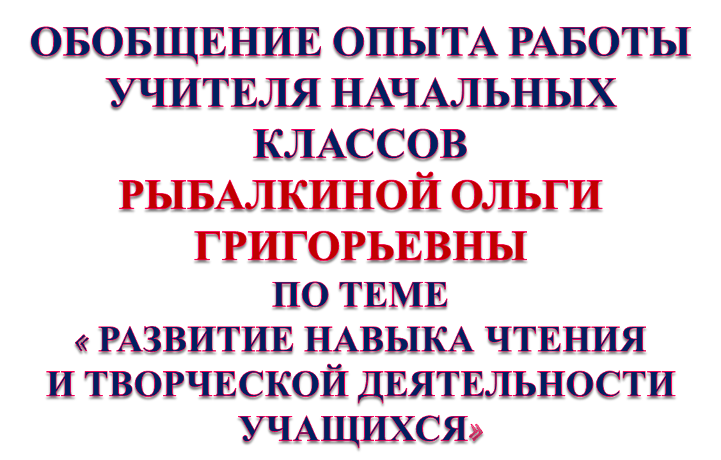 ОБОБЩЕНИЕ ОПЫТА РАБОТЫ
УЧИТЕЛЯ НАЧАЛЬНЫХ
КЛАССОВ
РЫБАЛКИНОЙ ОЛЬГИ
ГРИГОРЬЕВНЫ
ПО ТЕМЕ
« РАЗВИТИЕ НАВЫКА ЧТЕНИЯ
И ТВОРЧЕСКОЙ ДЕЯТЕЛЬНОСТИ
УЧАЩИХСЯ»